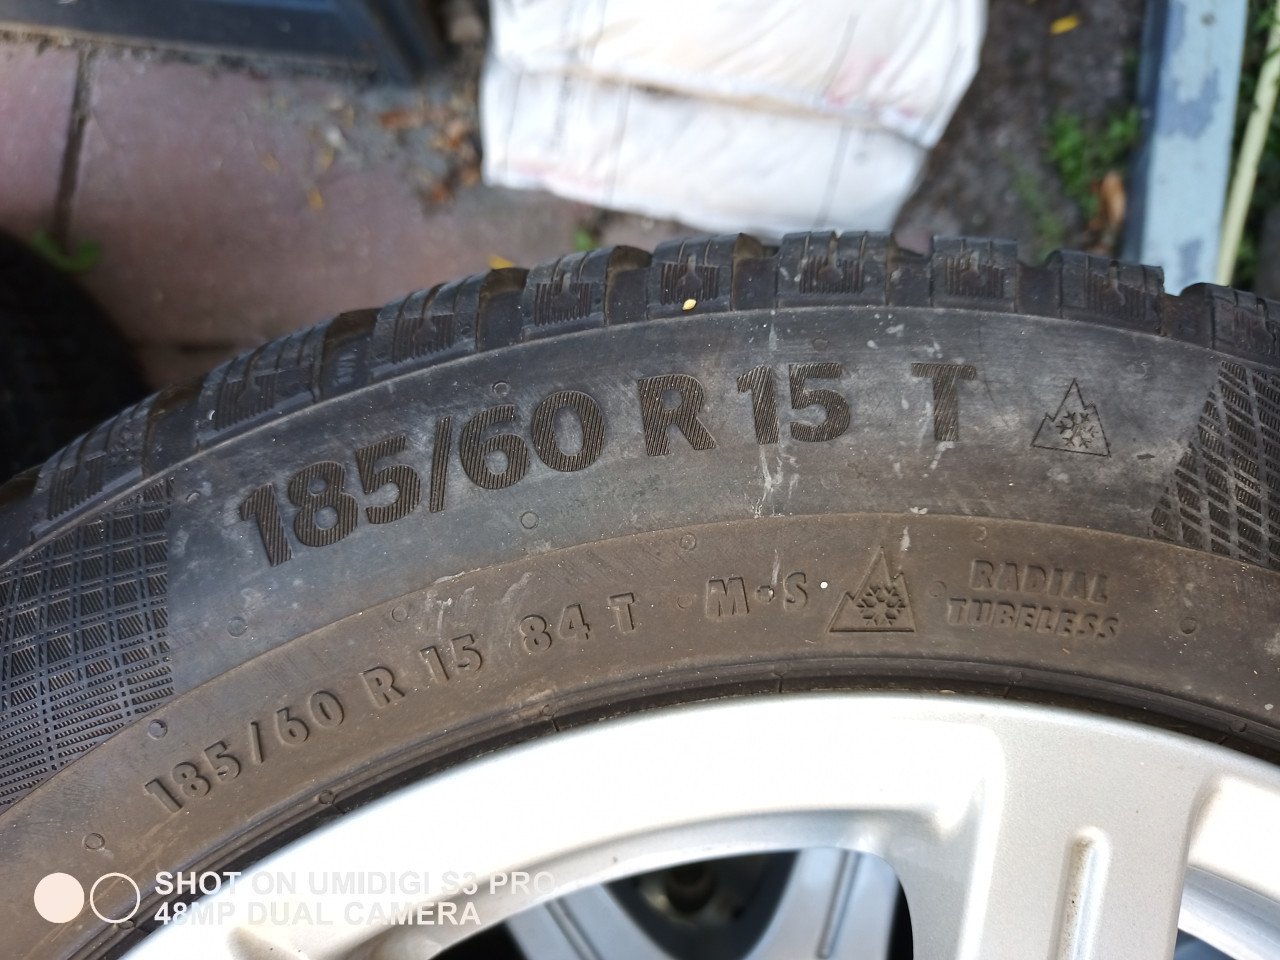 185/60 R 15 T
185/60 R 15 84 T M•S RADIAL
TUBELESS
SHOT ON UMIDIGI S3 PRO
48MP DUAL CAMERA